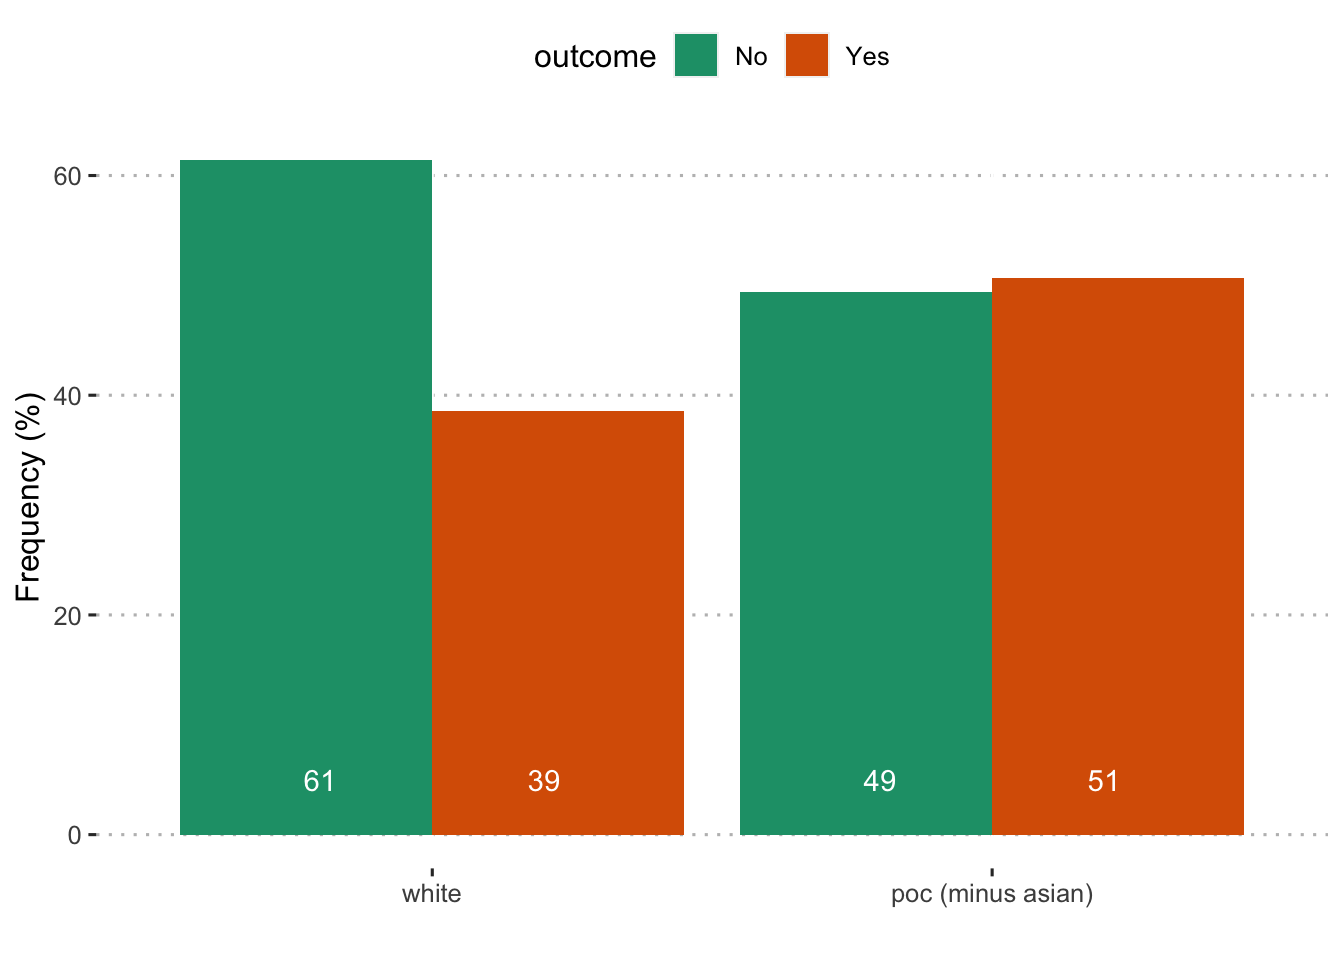 outcome No Yes
Frequency (%)
60
40
20
0
61 39 49 51
white poc (minus asian)